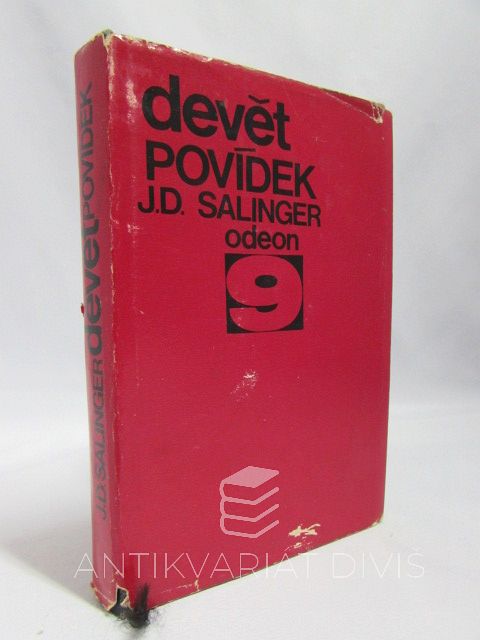 devět
POVÍDEK
J.D. SALINGER
odeon
9
J.D. SALINGER devět POVÍDEK
ANTIKVARIÁT DIVIŠ